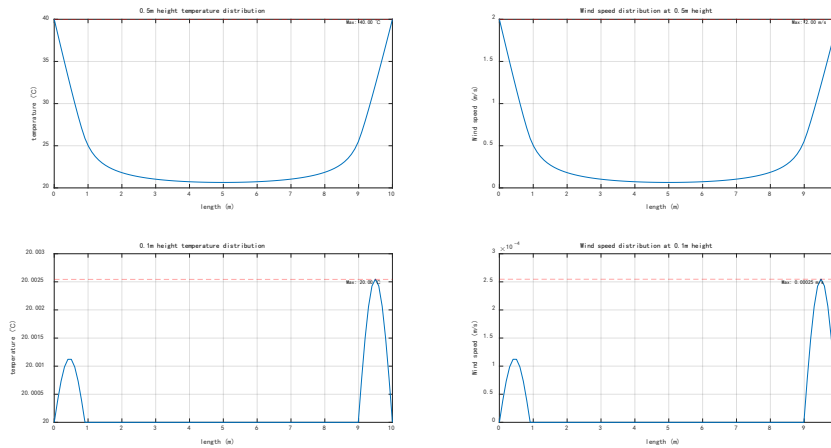 0.5m height temperature distribution
Max: 40.00 °C
40
35
30
25
20
temperature (°C)
0 1 2 3 4 5 6 7 8 9 10
length (m)
Wind speed distribution at 0.5m height
Max: 2.00 m/s
2
1.5
1
0.5
0
Wind speed (m/s)
0 1 2 3 4 5 6 7 8 9
length (m)
0.1m height temperature distribution
Max: 20.00 °C
20.003
20.0025
20.002
20.0015
20.001
20.0005
20
temperature (°C)
0 1 2 3 4 5 6 7 8 9 10
length (m)
Wind speed distribution at 0.1m height
Max: 0.00025 m/s
3 ×10⁻⁴
2.5
2
1.5
1
0.5
0
Wind speed (m/s)
0 1 2 3 4 5 6 7 8 9
length (m)